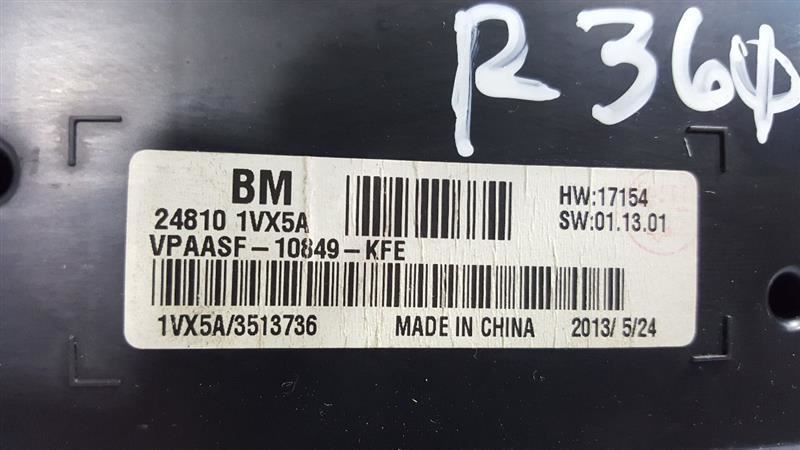 R 360
BM
24810 1VX5A
VPAASF-10849-KFE
HW:17154
SW:01.13.01
1VX5A/3513736 MADE IN CHINA 2013/ 5/24